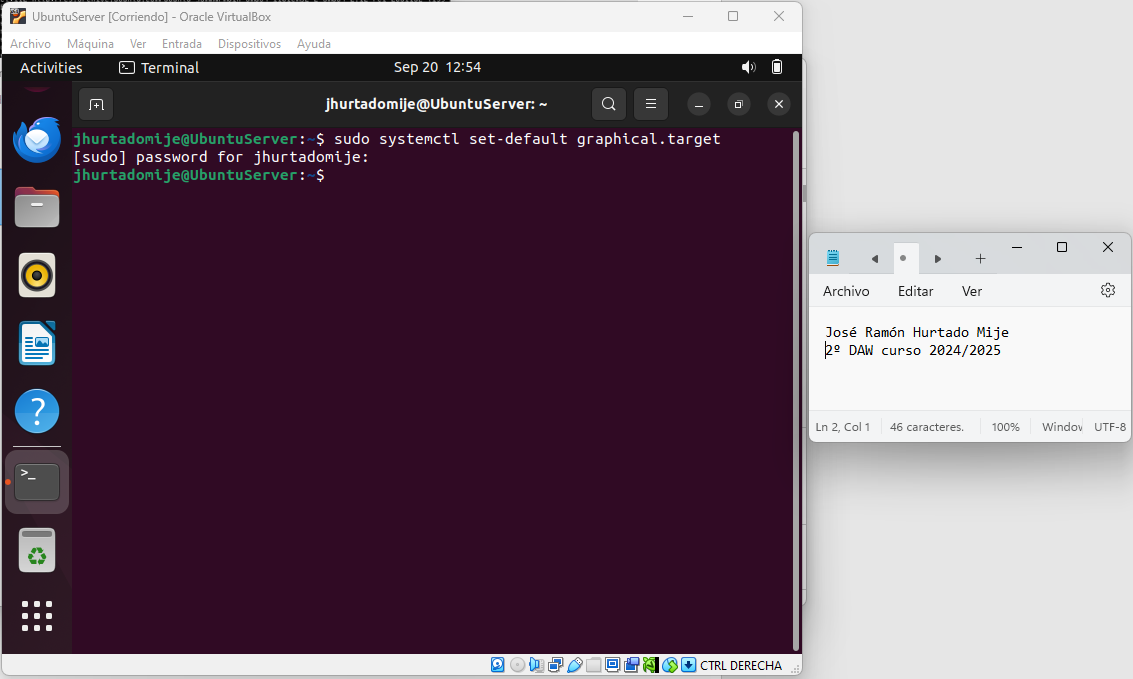 UbuntuServer [Corriendo] - Oracle VirtualBox
Archivo Máquina Ver Entrada Dispositivos Ayuda
Activities Terminal Sep 20 12:54
jhurtadomije@UbuntuServer: ~
jhurtadomije@UbuntuServer:~$ sudo systemctl set-default graphical.target
[sudo] password for jhurtadomije:
jhurtadomije@UbuntuServer:~$
CTRL DERECHA
Archivo Editar Ver
José Ramón Hurtado Mije
2º DAW curso 2024/2025
Ln 2, Col 1 46 caracteres. 100% Window UTF-8